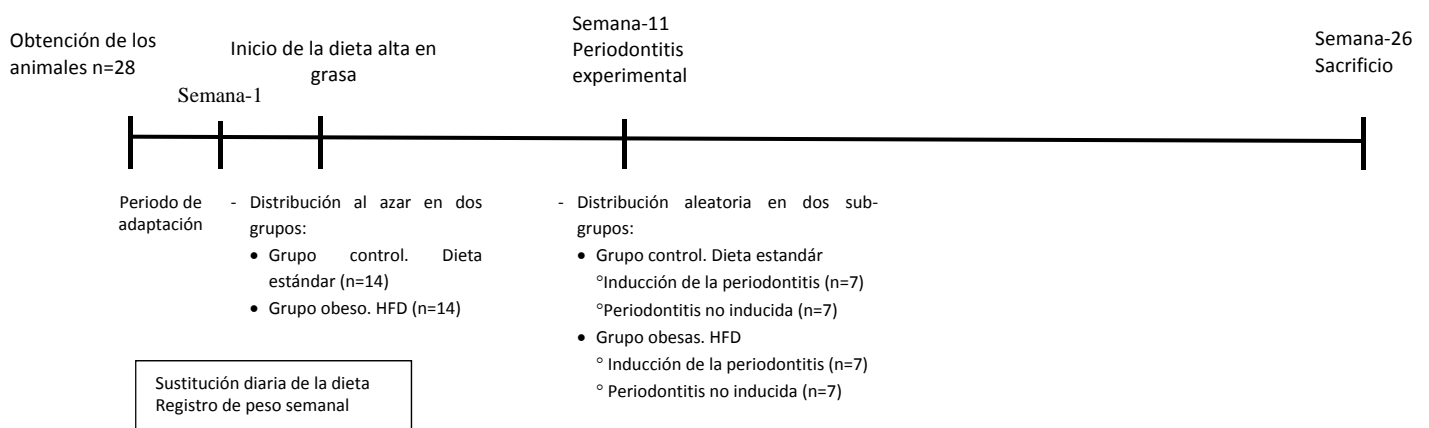 Obtención de los
animales n=28
Semana-1
Inicio de la dieta alta en
grasa
Semana-11
Periodontitis
experimental
Semana-26
Sacrificio
Periodo de
adaptación
- Distribución al azar en dos
grupos:
• Grupo control. Dieta
estándar (n=14)
• Grupo obeso. HFD (n=14)
- Distribución aleatoria en dos sub-
grupos:
• Grupo control. Dieta estandár
°Inducción de la periodontitis (n=7)
°Periodontitis no inducida (n=7)
• Grupo obesas. HFD
° Inducción de la periodontitis (n=7)
° Periodontitis no inducida (n=7)
Sustitución diaria de la dieta
Registro de peso semanal